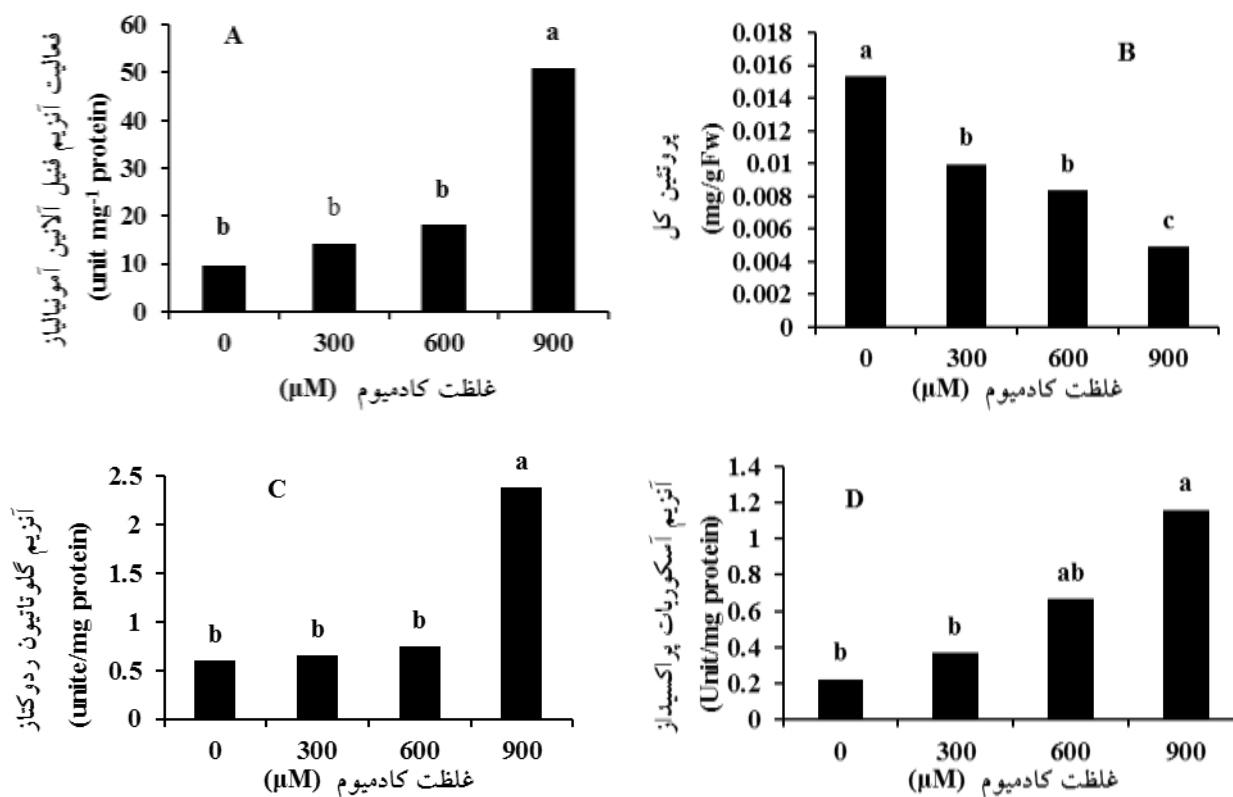 A
فعالیت آنزیم فنیل آلانین آمونیالیاز
(unit mg⁻¹ protein)
60
50
40
30
20
10
0
b
b
b
a
0 300 600 900
غلظت کادمیوم (µM)
B
پروتئین کل
(mg/gFw)
0.018
0.016
0.014
0.012
0.01
0.008
0.006
0.004
0.002
0
a
b
b
c
0 300 600 900
غلظت کادمیوم (µM)
C
آنزیم گلوتاتیون ردوکتاز
(unite/mg protein)
2.5
2
1.5
1
0.5
0
b
b
b
a
0 300 600 900
غلظت کادمیوم (µM)
D
آنزیم آسکوربات پراکسیداز
(Unit/mg protein)
1.4
1.2
1
0.8
0.6
0.4
0.2
0
b
b
ab
a
0 300 600 900
غلظت کادمیوم (µM)